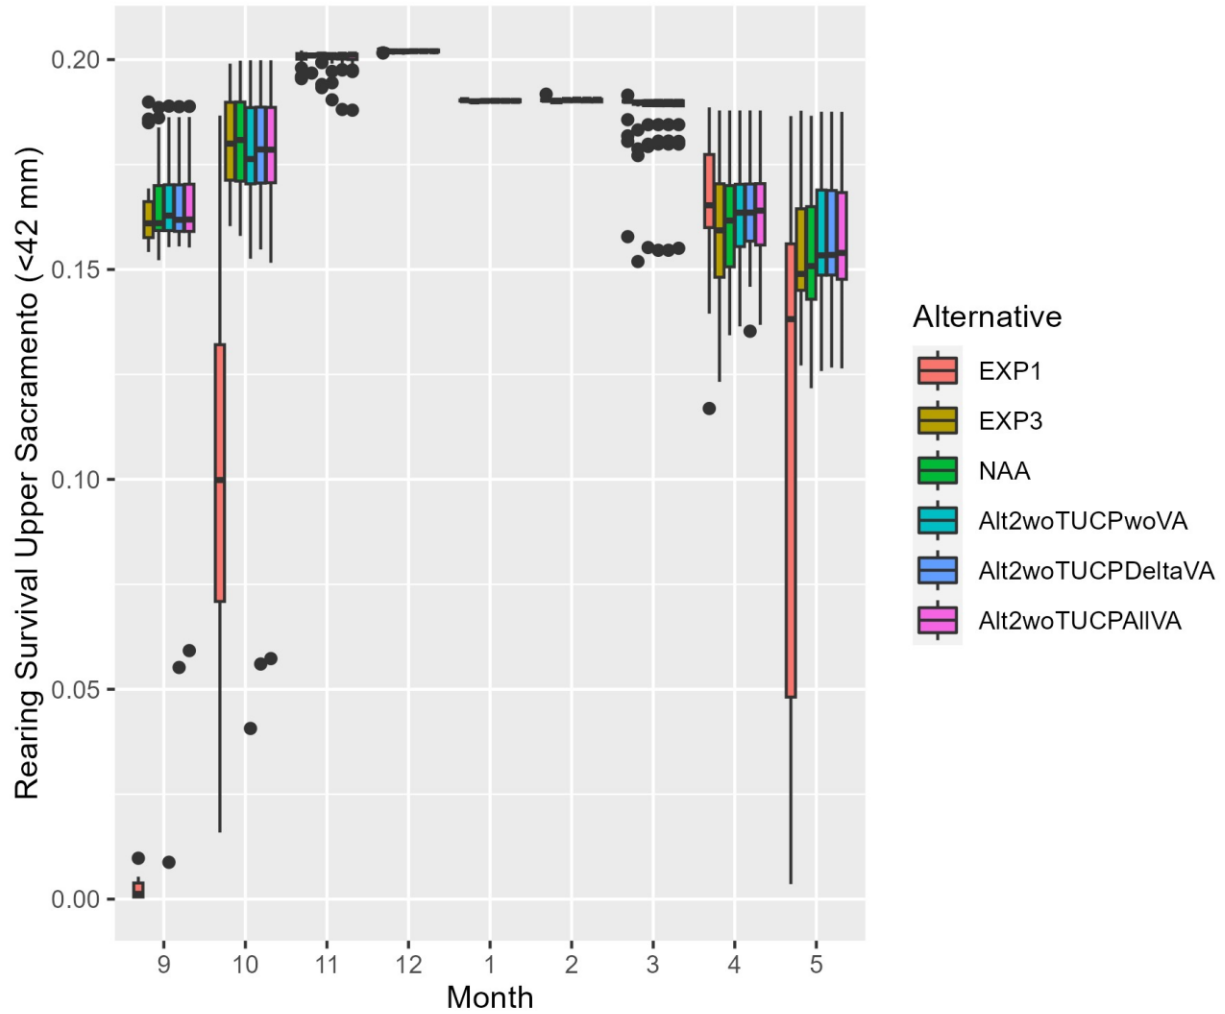 Rearing Survival Upper Sacramento (<42 mm)
0.20
0.15
0.10
0.05
0.00
9 10 11 12 1 2 3 4 5
Month
Alternative
EXP1
EXP3
NAA
Alt2woTUCPwoVA
Alt2woTUCPDeltaVA
Alt2woTUCPAllVA